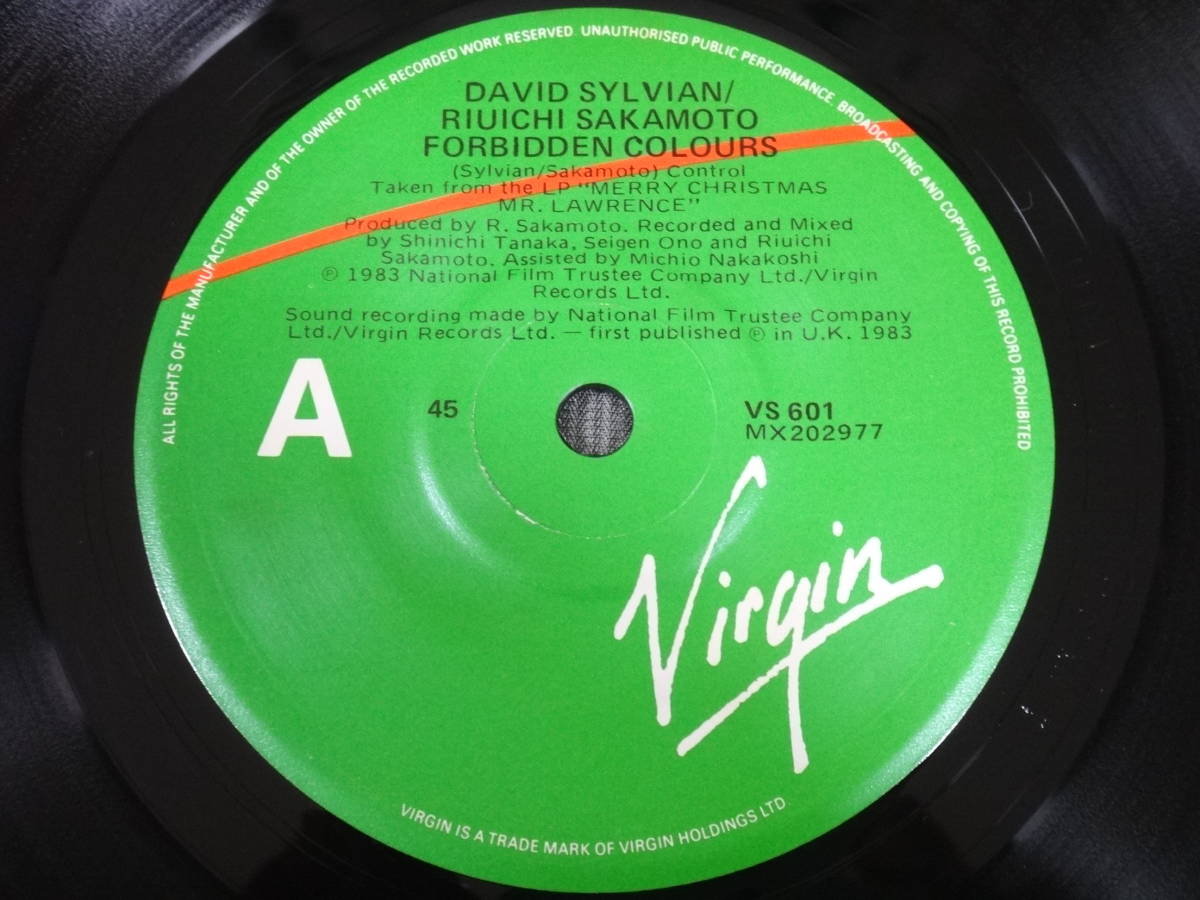 ALL RIGHTS OF THE MANUFACTURER AND OF THE OWNER OF THE RECORDED WORK RESERVED. UNAUTHORISED PUBLIC PERFORMANCE, BROADCASTING AND COPYING OF THIS RECORD PROHIBITED
DAVID SYLVIAN/
RIUICHI SAKAMOTO
FORBIDDEN COLOURS
(Sylvian/Sakamoto) Control
Taken from the LP "MERRY CHRISTMAS
MR. LAWRENCE"
Produced by R. Sakamoto. Recorded and Mixed
by Shinichi Tanaka, Seigen Ono and Riuichi
Sakamoto. Assisted by Michio Nakakoshi
℗ 1983 National Film Trustee Company Ltd./Virgin
Records Ltd.
Sound recording made by National Film Trustee Company
Ltd./Virgin Records Ltd. — first published ℗ in U.K. 1983
A
45
VS 601
MX202977
Virgin
VIRGIN IS A TRADE MARK OF VIRGIN HOLDINGS LTD